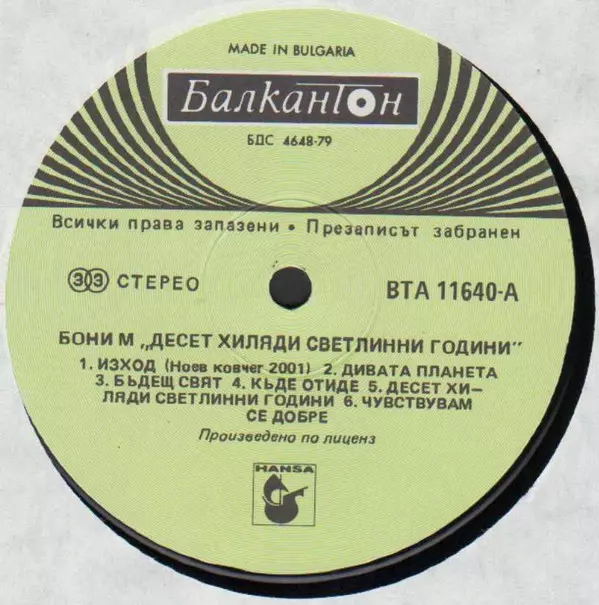 MADE IN BULGARIA
БалканТон
БДС 4648-79
Всички права запазени • Презаписът забранен
33 СТЕРЕО
ВТА 11640-А
БОНИ М „ДЕСЕТ ХИЛЯДИ СВЕТЛИННИ ГОДИНИ"
1. ИЗХОД (Ноев ковчег 2001) 2. ДИВАТА ПЛАНЕТА
3. БЪДЕЩ СВЯТ 4. КЪДЕ ОТИДЕ 5. ДЕСЕТ ХИ–
ЛЯДИ СВЕТЛИННИ ГОДИНИ 6. ЧУВСТВУВАМ
СЕ ДОБРЕ
Произведено по лиценз
HANSA